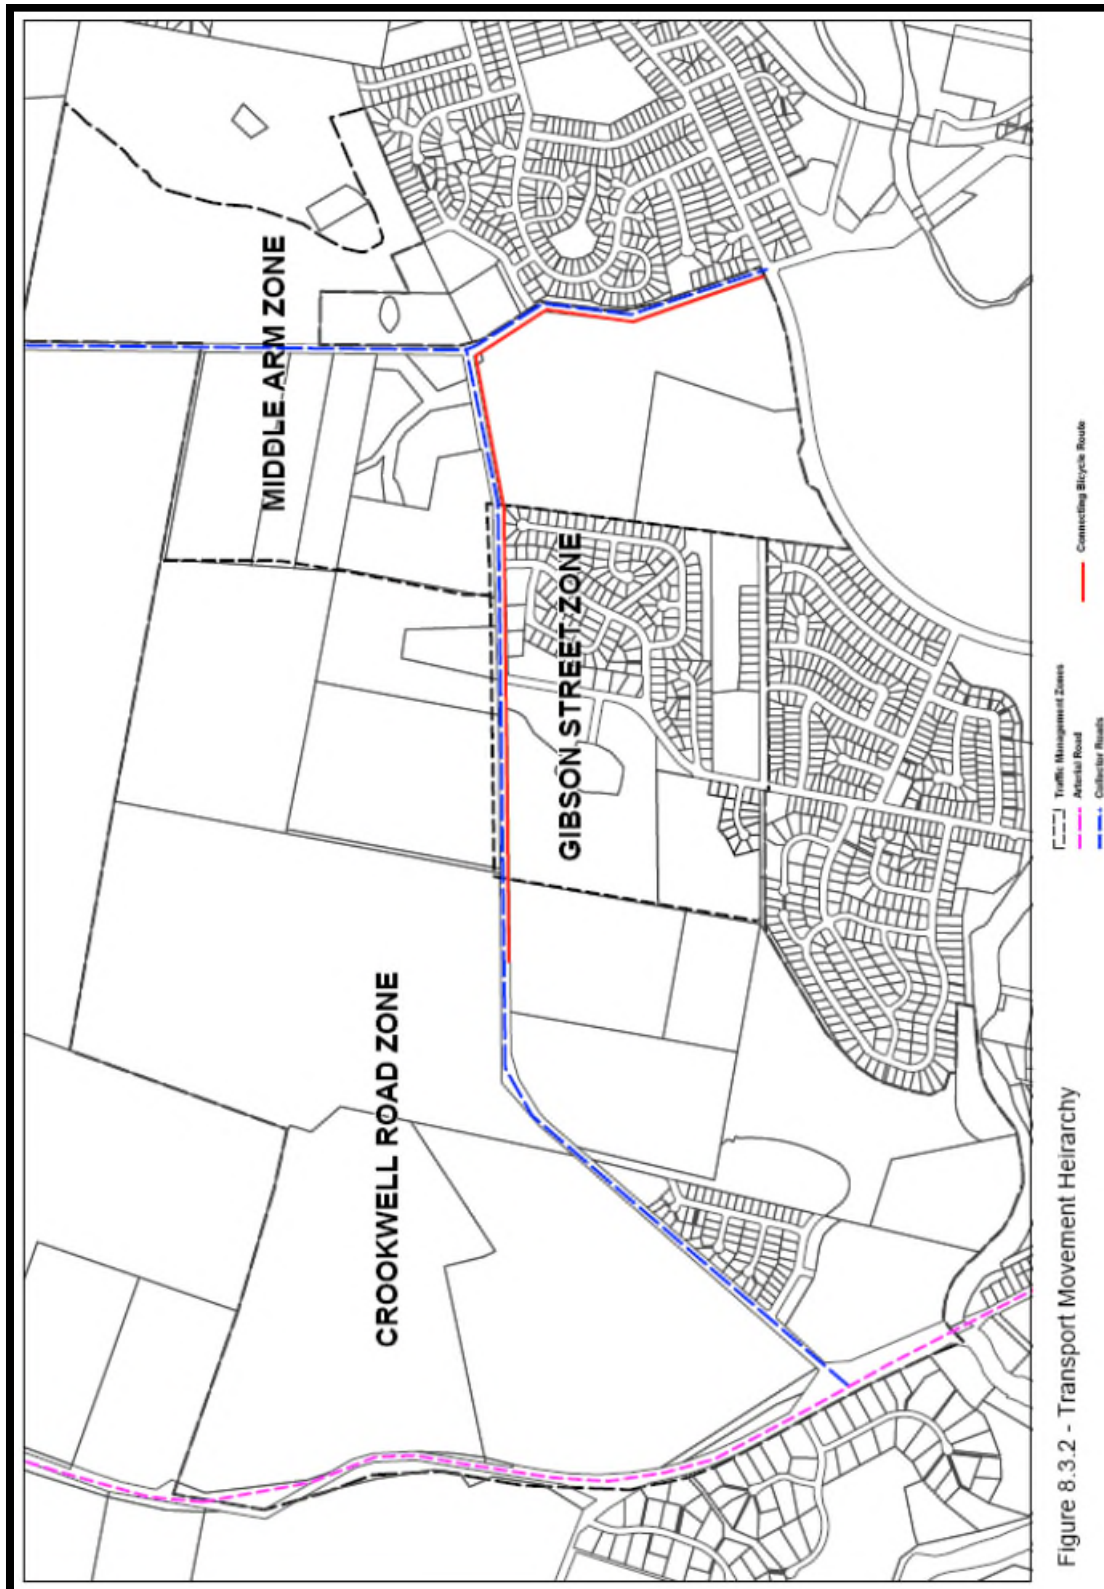 MIDDLE ARM ZONE
GIBSON STREET ZONE
CROOKWELL ROAD ZONE
Figure 8.3.2 - Transport Movement Heirarchy
Traffic Management Zones
Arterial Road
Collector Roads
Connecting Bicycle Route